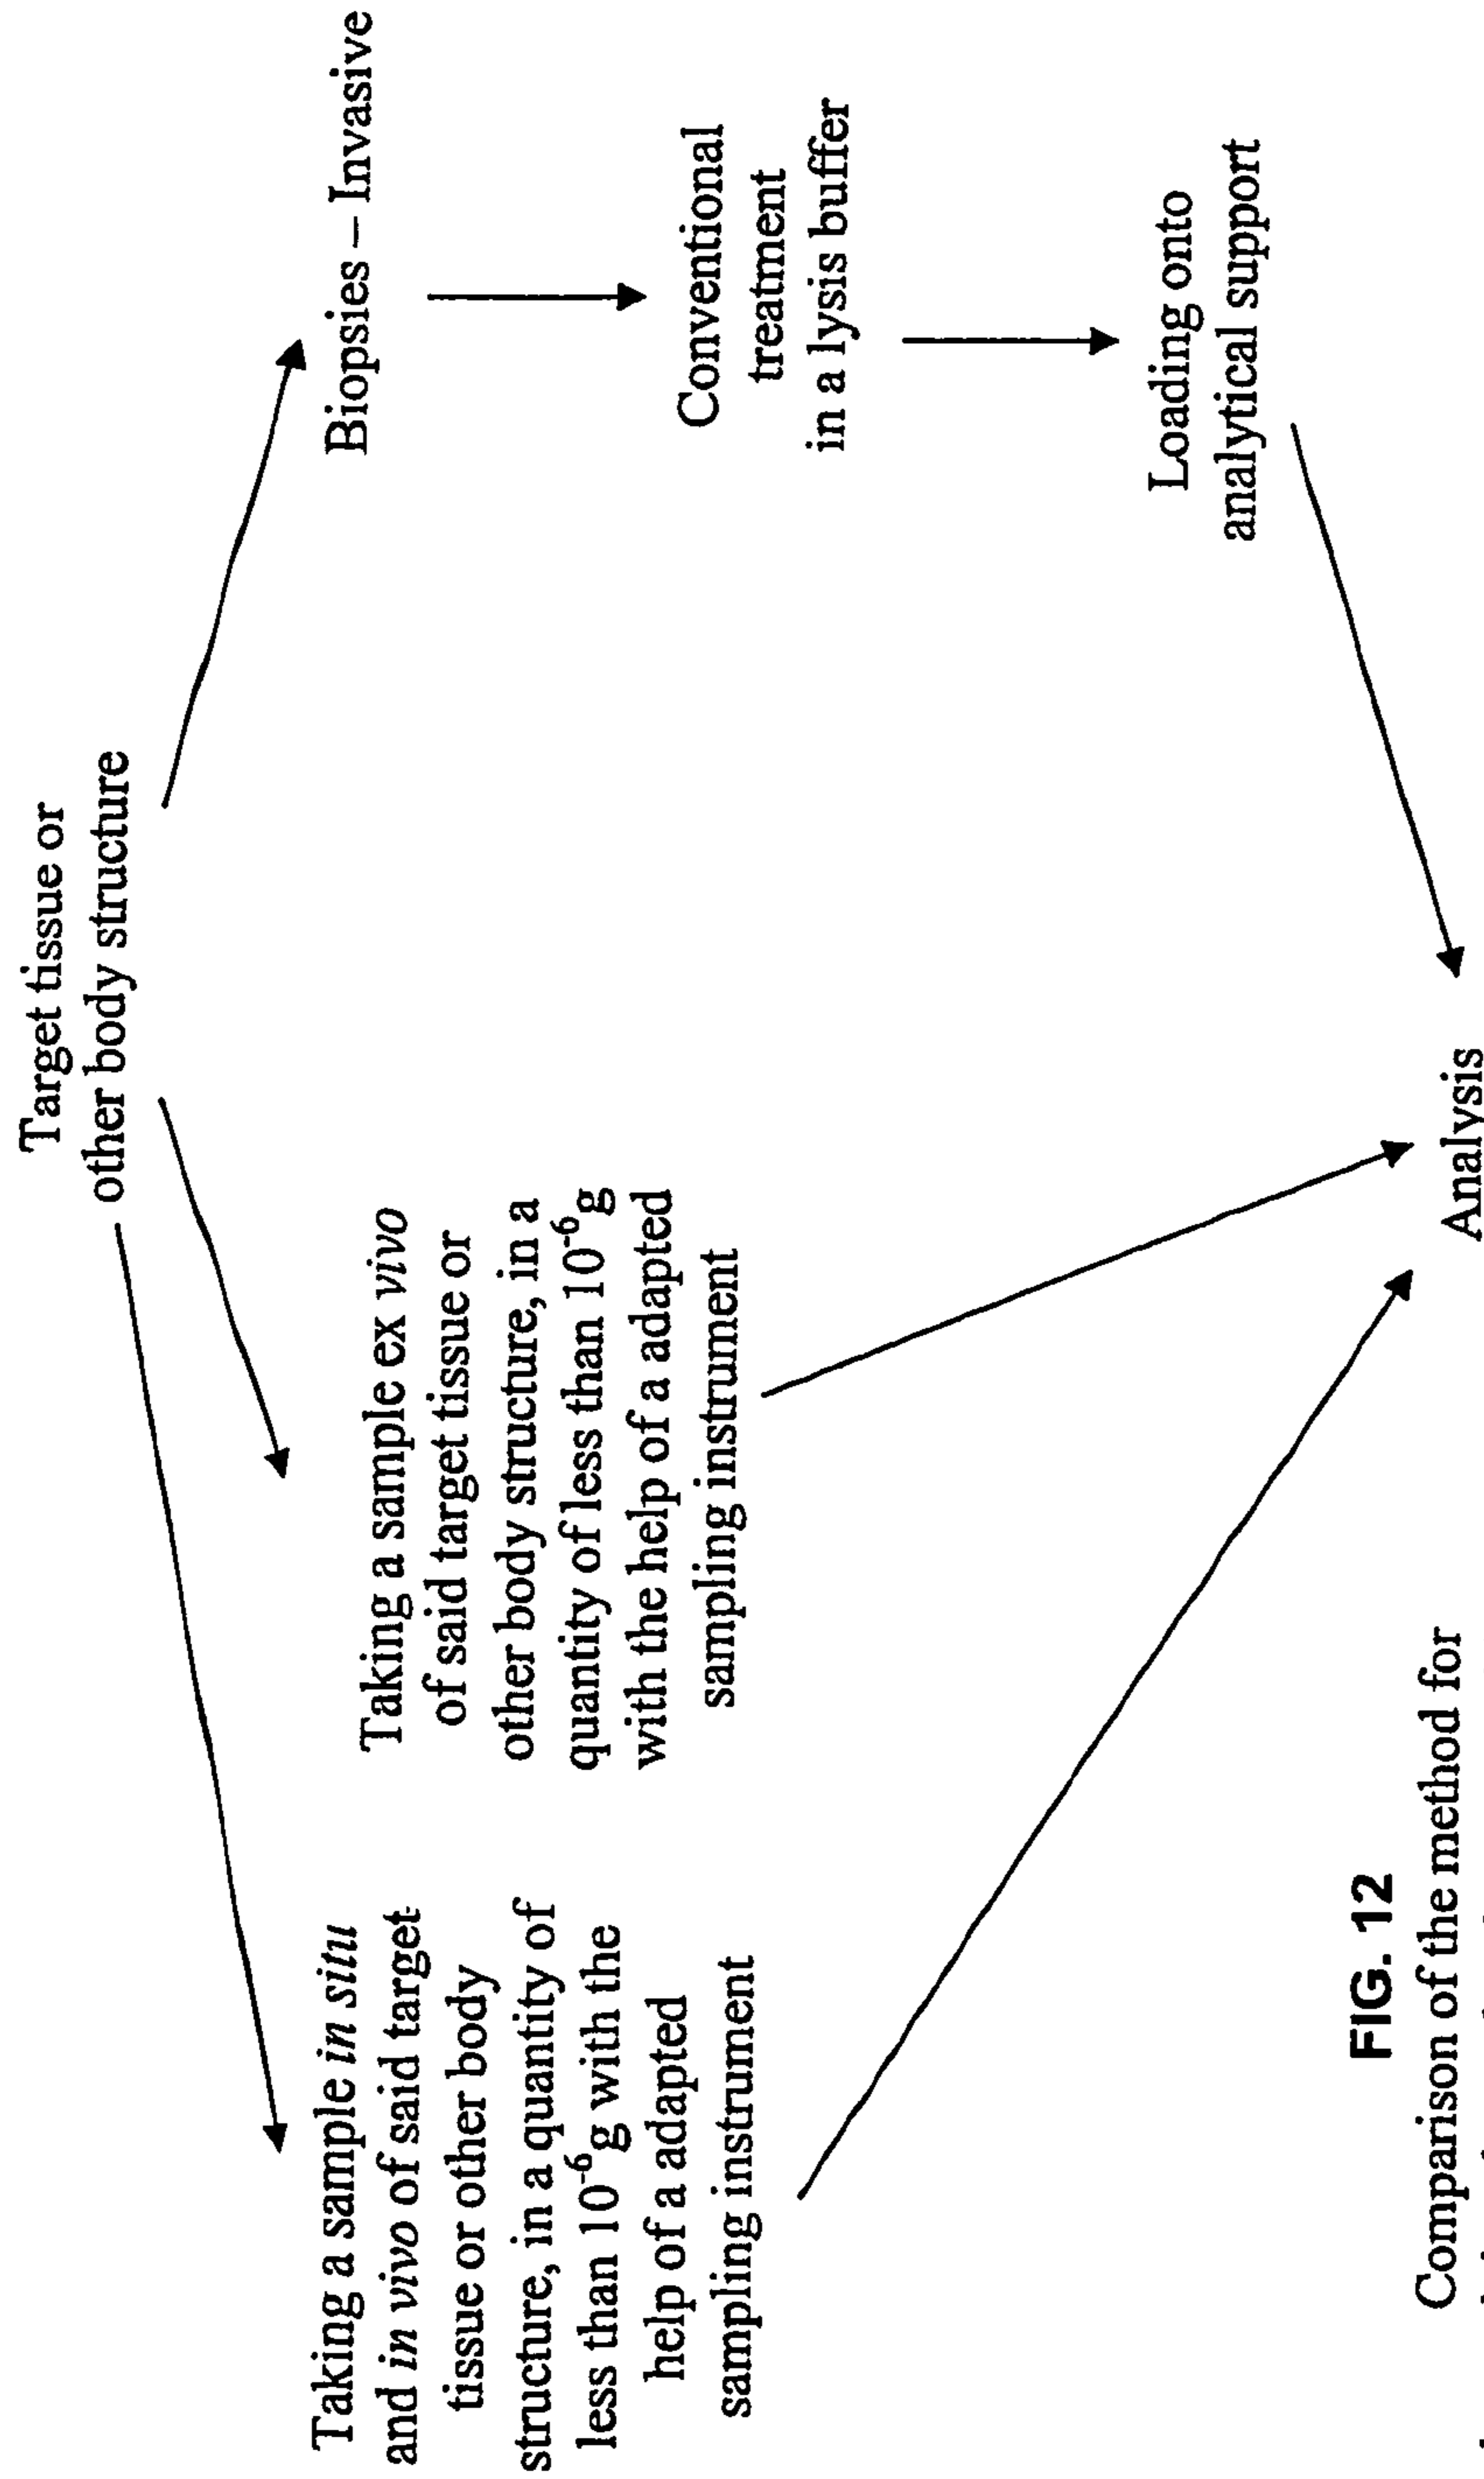 Target tissue or
other body structure
Taking a sample in situ
and in vivo of said target
tissue or other body
structure, in a quantity of
less than 10⁻⁶g with the
help of a adapted
sampling instrument
Taking a sample ex vivo
of said target tissue or
other body structure, in a
quantity of less than 10⁻⁶g
with the help of a adapted
sampling instrument
Biopsies – Invasive
Conventional
treatment
in a lysis buffer
Loading onto
analytical support
Analysis
FIG. 12
Comparison of the method for